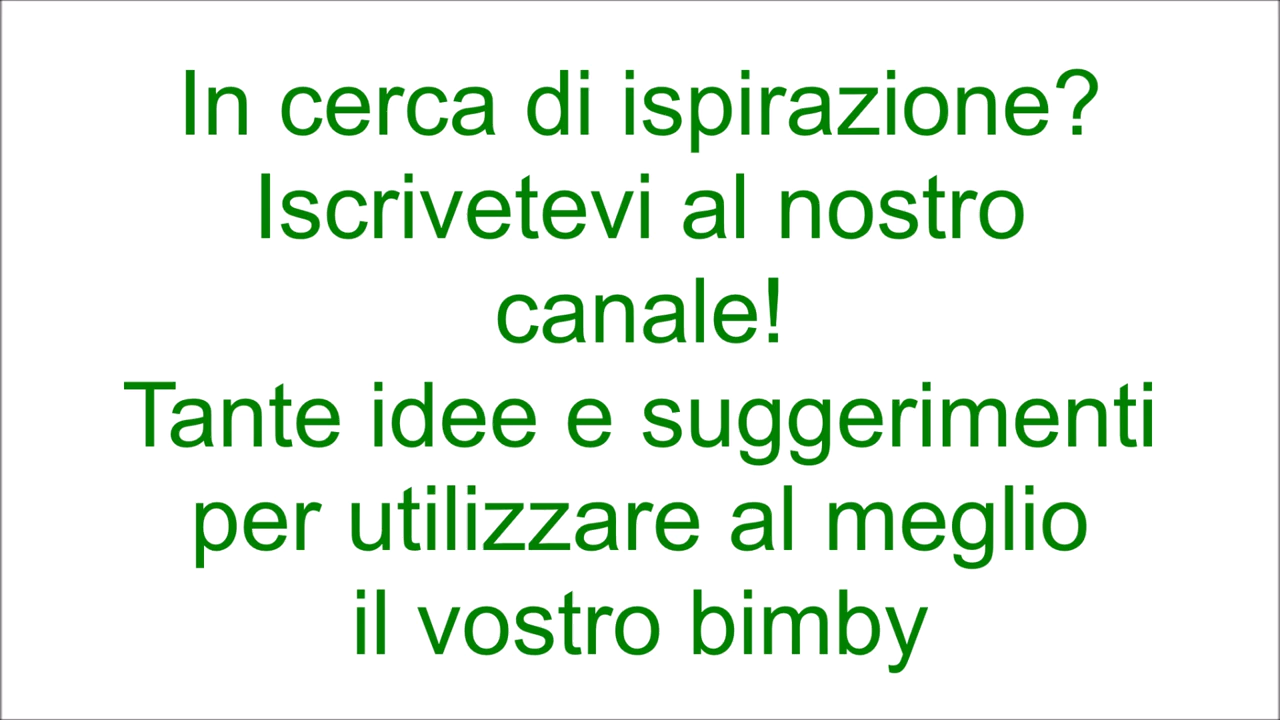 In cerca di ispirazione?
Iscrivetevi al nostro
canale!
Tante idee e suggerimenti
per utilizzare al meglio
il vostro bimby